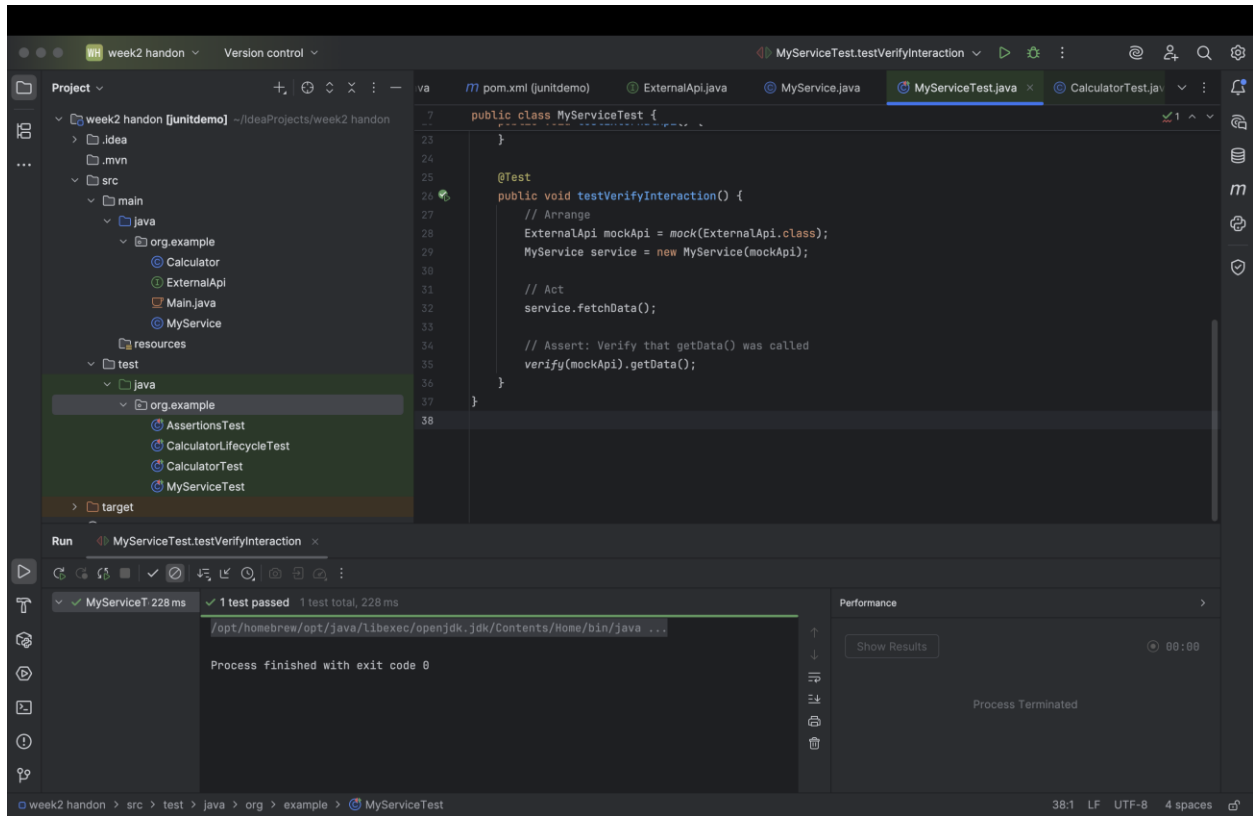 WH week2 handon Version control MyServiceTest.testVerifyInteraction
Project
va pom.xml (junitdemo) ExternalApi.java MyService.java MyServiceTest.java CalculatorTest.jav
week2 handon [junitdemo] ~/IdeaProjects/week2 handon
.idea
.mvn
src
main
java
org.example
Calculator
ExternalApi
Main.java
MyService
resources
test
java
org.example
AssertionsTest
CalculatorLifecycleTest
CalculatorTest
MyServiceTest
target
7 public class MyServiceTest {
1
23 }
24
25 @Test
26 public void testVerifyInteraction() {
27 // Arrange
28 ExternalApi mockApi = mock(ExternalApi.class);
29 MyService service = new MyService(mockApi);
30
31 // Act
32 service.fetchData();
33
34 // Assert: Verify that getData() was called
35 verify(mockApi).getData();
36 }
37 }
38
Run MyServiceTest.testVerifyInteraction
MyServiceT 228 ms
1 test passed 1 test total, 228 ms
/opt/homebrew/opt/java/libexec/openjdk.jdk/Contents/Home/bin/java ...
Process finished with exit code 0
Performance
Show Results 00:00
Process Terminated
week2 handon > src > test > java > org > example > MyServiceTest
38:1 LF UTF-8 4 spaces